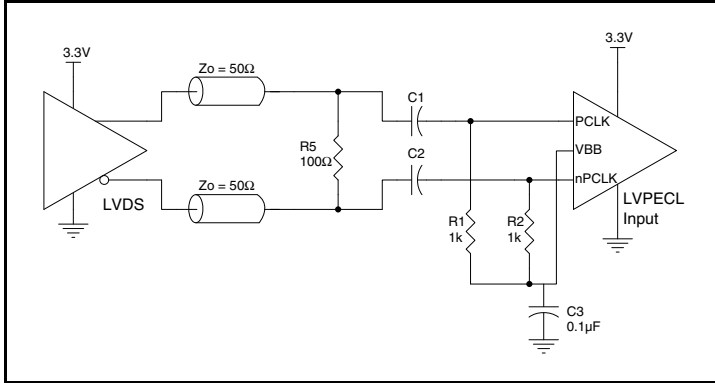 3.3V
3.3V
Zo = 50Ω
C1
PCLK
R5
100Ω
VBB
C2
nPCLK
Zo = 50Ω
LVDS
LVPECL
Input
R1
1k
R2
1k
C3
0.1µF